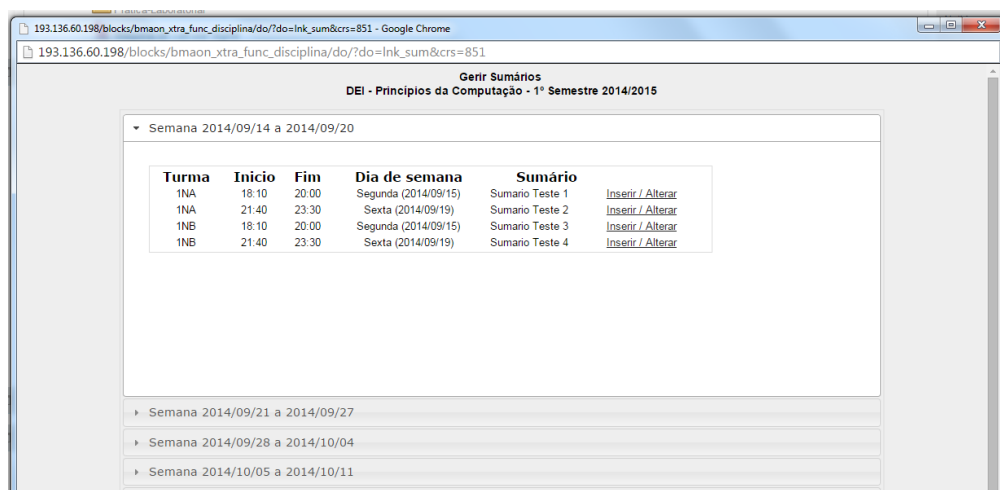 Prática-Laboratorial
193.136.60.198/blocks/bmaon_xtra_func_disciplina/do/?do=lnk_sum&crs=851 - Google Chrome
193.136.60.198/blocks/bmaon_xtra_func_disciplina/do/?do=lnk_sum&crs=851
Gerir Sumários
DEI - Princípios da Computação - 1º Semestre 2014/2015
Semana 2014/09/14 a 2014/09/20
Turma Inicio Fim Dia de semana Sumário
1NA 18:10 20:00 Segunda (2014/09/15) Sumario Teste 1 Inserir / Alterar
1NA 21:40 23:30 Sexta (2014/09/19) Sumario Teste 2 Inserir / Alterar
1NB 18:10 20:00 Segunda (2014/09/15) Sumario Teste 3 Inserir / Alterar
1NB 21:40 23:30 Sexta (2014/09/19) Sumario Teste 4 Inserir / Alterar
Semana 2014/09/21 a 2014/09/27
Semana 2014/09/28 a 2014/10/04
Semana 2014/10/05 a 2014/10/11